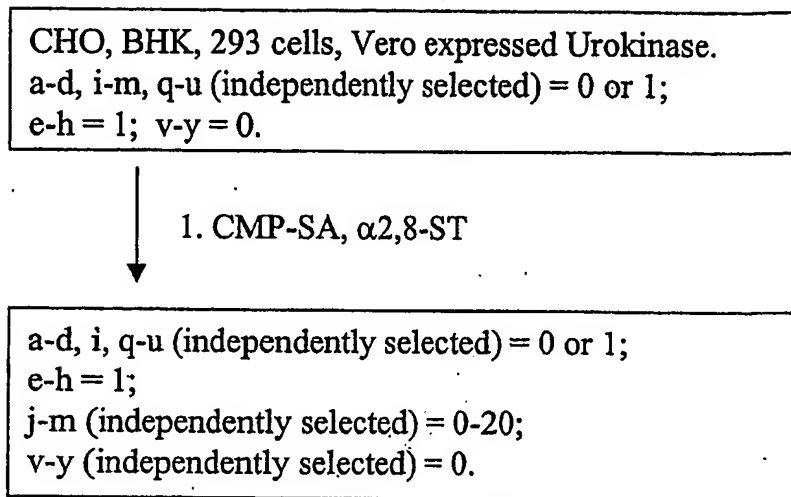 CHO, BHK, 293 cells, Vero expressed Urokinase.
a-d, i-m, q-u (independently selected) = 0 or 1;
e-h = 1; v-y = 0.
1. CMP-SA, α2,8-ST
a-d, i, q-u (independently selected) = 0 or 1;
e-h = 1;
j-m (independently selected) = 0-20;
v-y (independently selected) = 0.